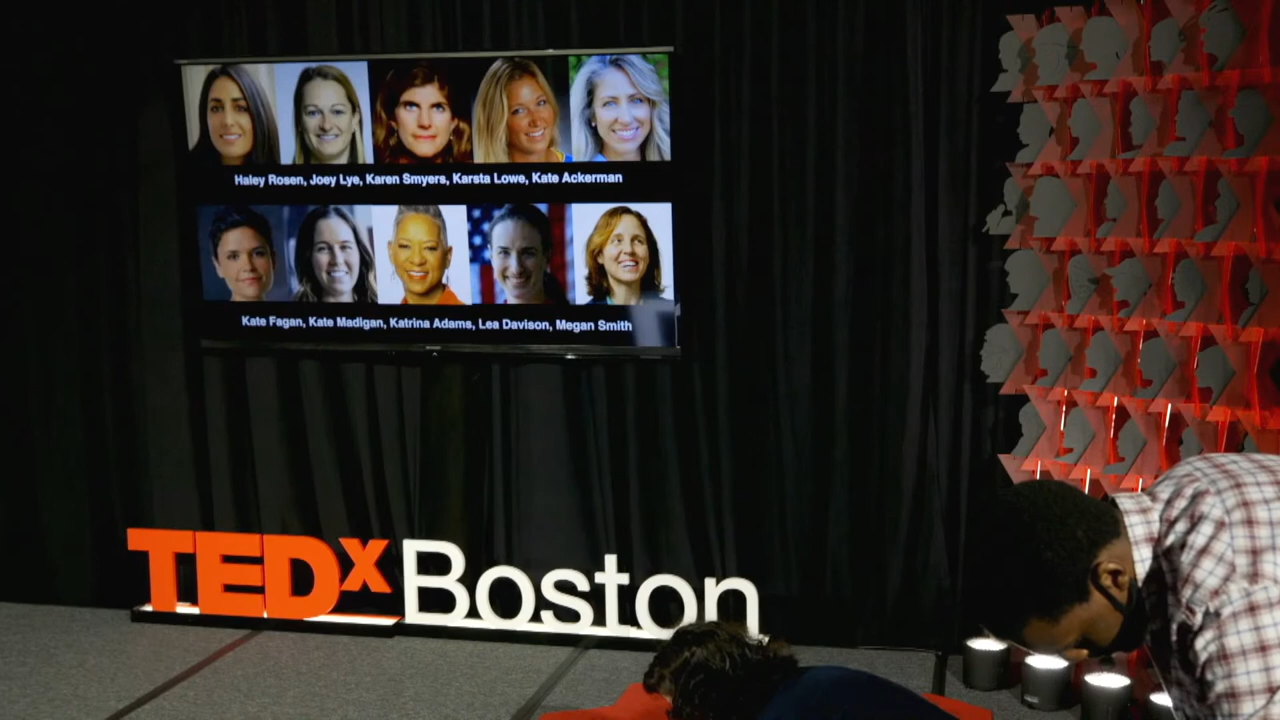 Haley Rosen, Joey Lye, Karen Smyers, Karsta Lowe, Kate Ackerman
Kate Fagan, Kate Madigan, Katrina Adams, Lea Davison, Megan Smith
TEDx Boston